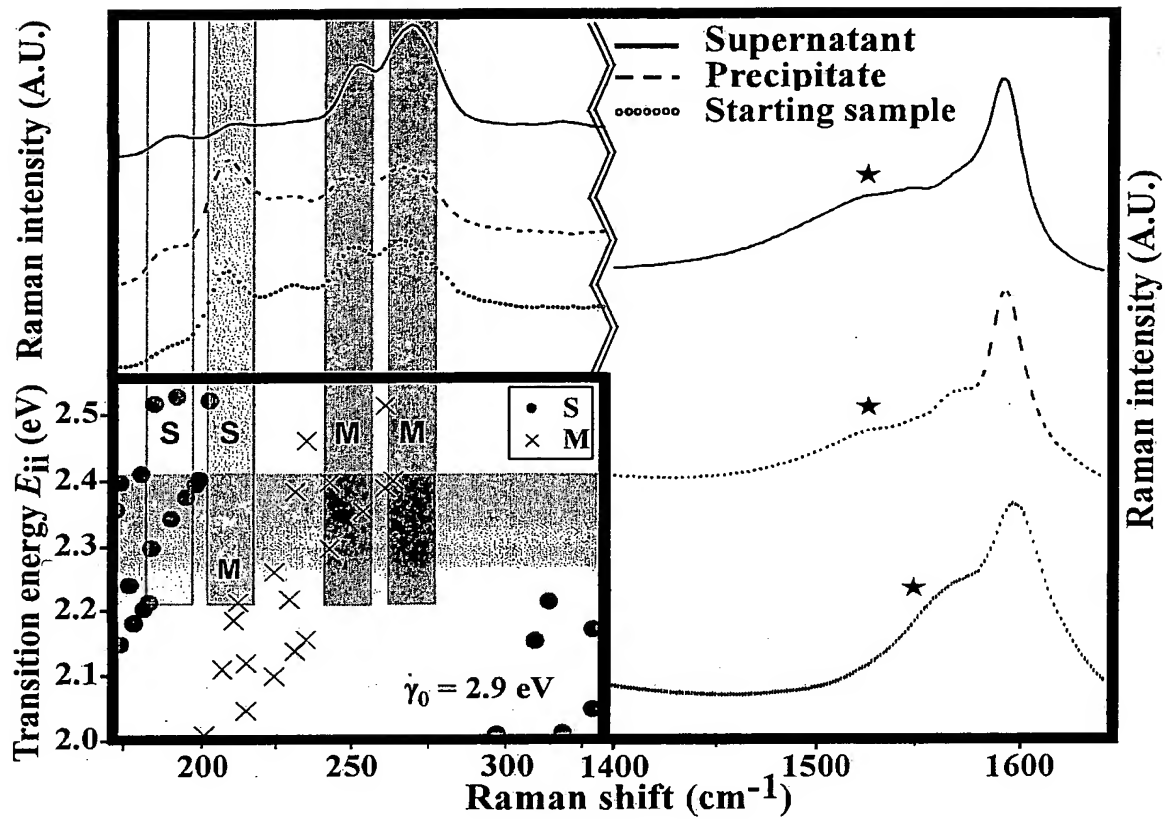 Raman intensity (A.U.)
Supernatant
Precipitate
Starting sample
★
★
★
Raman intensity (A.U.)
Transition energy Eii (eV)
2.5
2.4
2.3
2.2
2.1
2.0
S
S
M
M
M
S
M
γ0 = 2.9 eV
200
250
300
1400
1500
1600
Raman shift (cm-1)